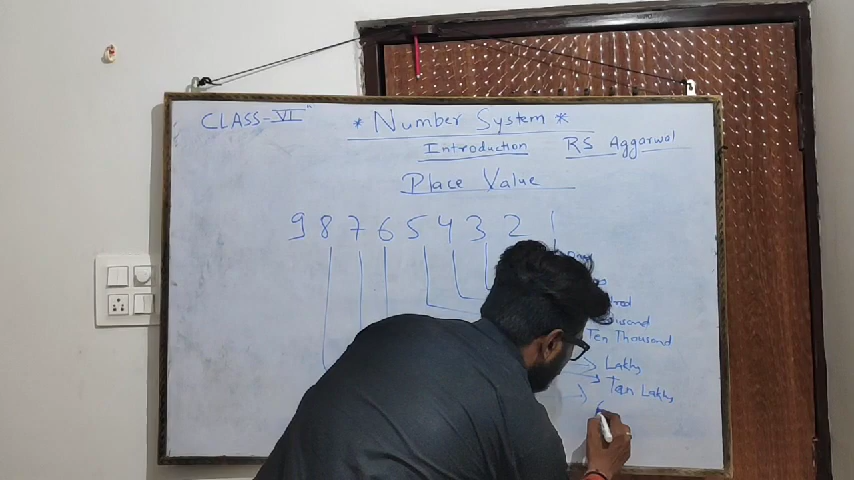 CLASS-VI
* Number System *
Introduction
RS Aggarwal
Place Value
9 8 7 6 5 4 3 2 1
Ten Thousand
Lakhs
Ten Lakhs